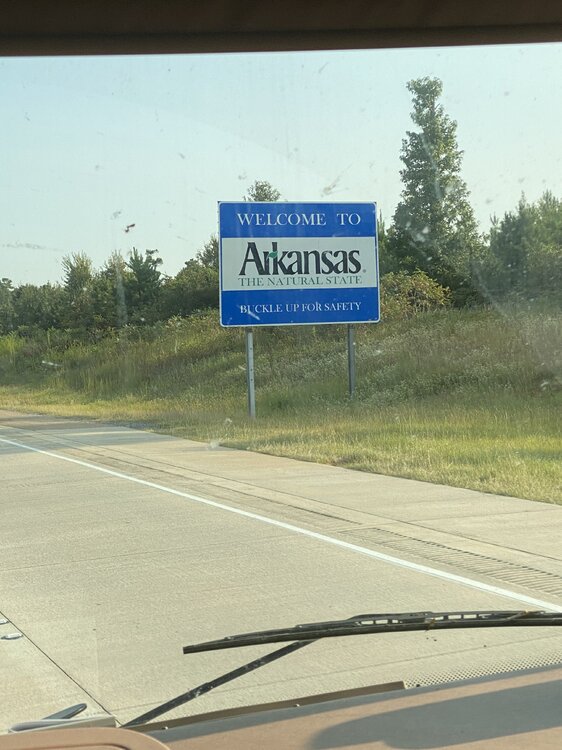 WELCOME TO
Arkansas®
THE NATURAL STATE
BUCKLE UP FOR SAFETY